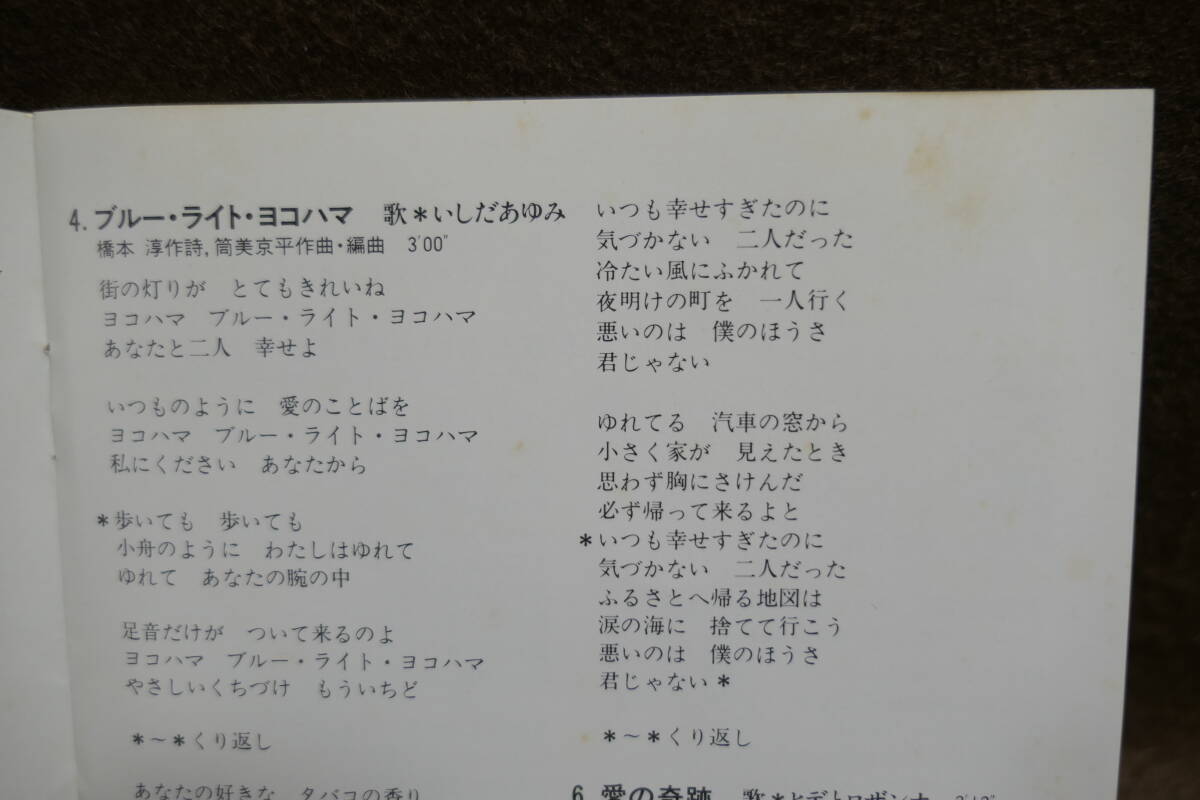 4. ブルー・ライト・ヨコハマ　歌＊いしだあゆみ
橋本 淳作詩,筒美京平作曲・編曲　3′00″
街の灯りが　とてもきれいね
ヨコハマ　ブルー・ライト・ヨコハマ
あなたと二人　幸せよ
いつものように　愛のことばを
ヨコハマ　ブルー・ライト・ヨコハマ
私にください　あなたから
＊歩いても　歩いても
小舟のように　わたしはゆれて
ゆれて　あなたの腕の中
足音だけが　ついて来るのよ
ヨコハマ　ブルー・ライト・ヨコハマ
やさしいくちづけ　もういちど
＊～＊くり返し
あなたの好きな　タバコの香り
いつも幸せすぎたのに
気づかない　二人だった
冷たい風にふかれて
夜明けの町を　一人行く
悪いのは　僕のほうさ
君じゃない
ゆれてる　汽車の窓から
小さく家が　見えたとき
思わず胸にさけんだ
必ず帰って来るよと
＊いつも幸せすぎたのに
気づかない　二人だった
ふるさとへ帰る地図は
涙の海に　捨てて行こう
悪いのは　僕のほうさ
君じゃない＊
＊～＊くり返し
6. 愛の奇跡　歌＊ヒデとロザンナ